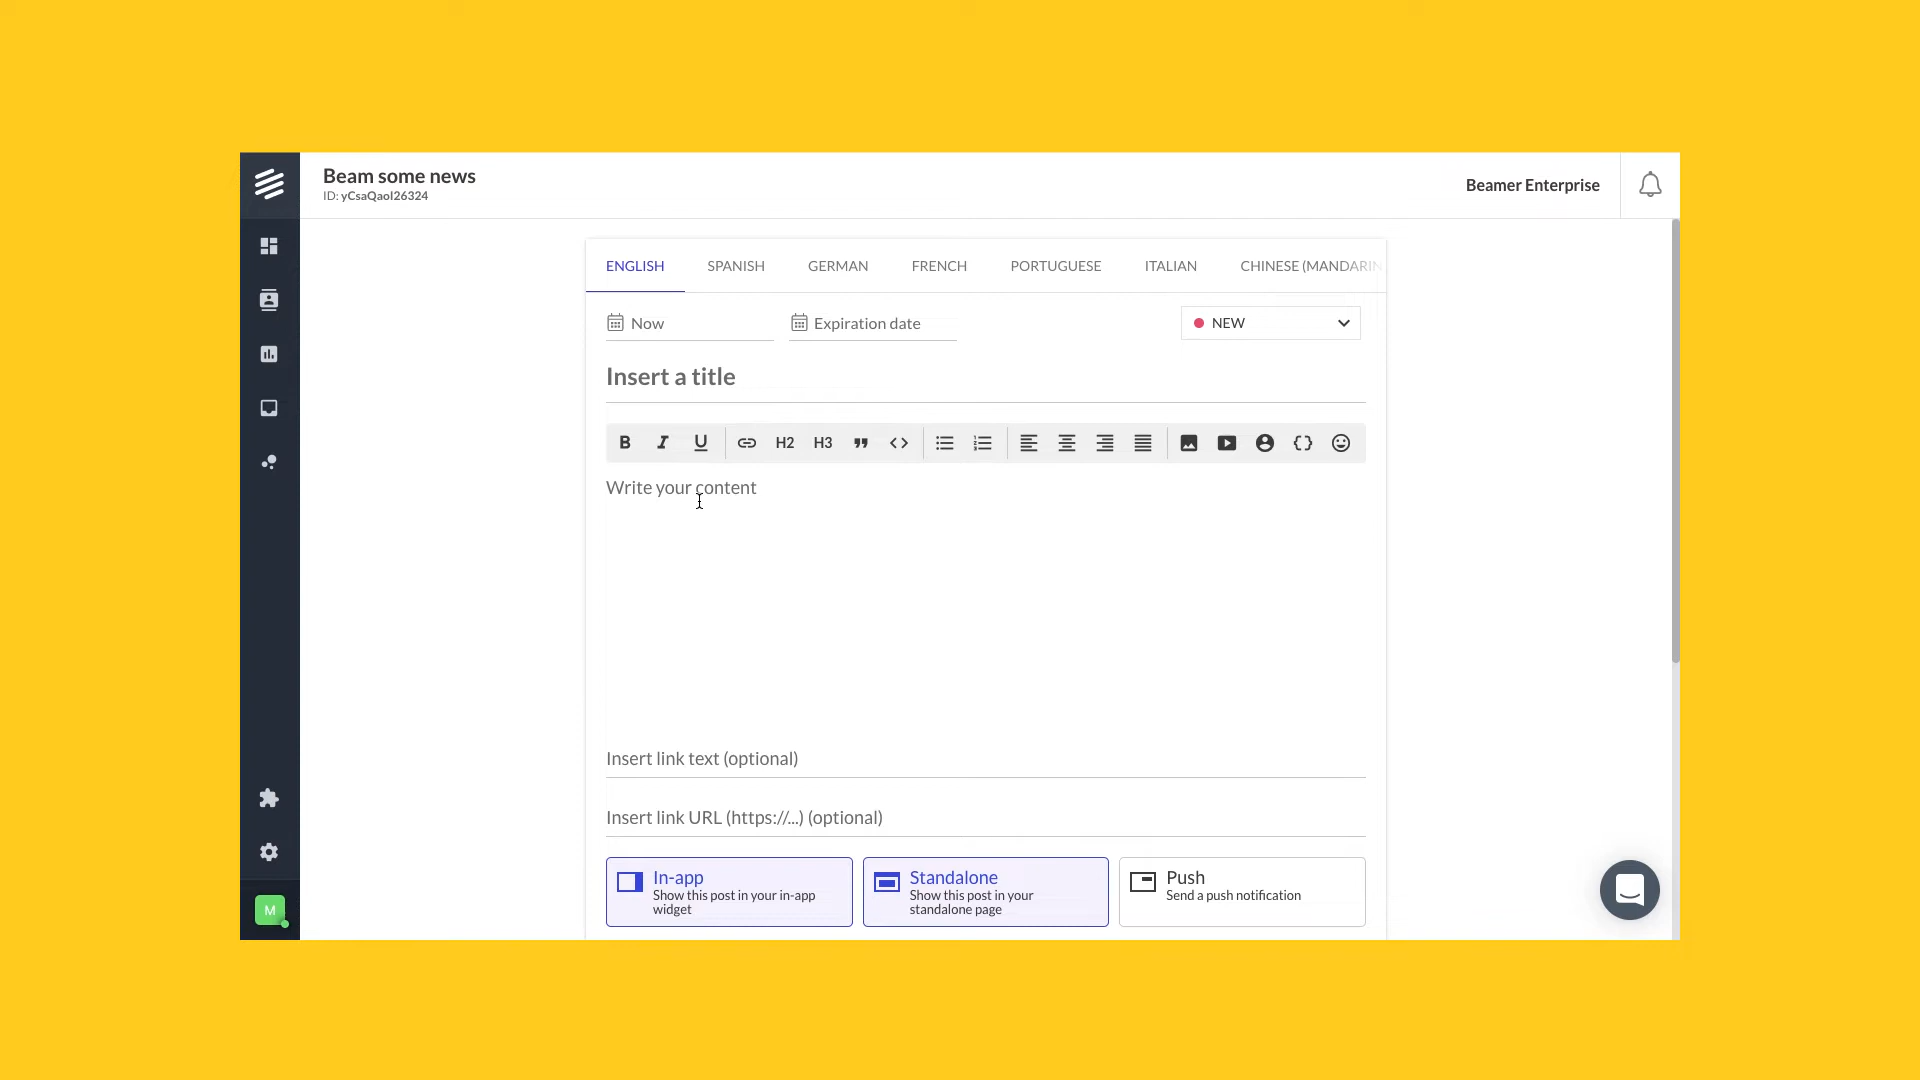 Beam some news
ID: yCsaQaol26324
Beamer Enterprise
ENGLISH SPANISH GERMAN FRENCH PORTUGUESE ITALIAN CHINESE (MANDARIN
Now Expiration date NEW
Insert a title
B I U H2 H3
Write your content
Insert link text (optional)
Insert link URL (https://...) (optional)
In-app
Show this post in your in-app
widget
Standalone
Show this post in your
standalone page
Push
Send a push notification
M